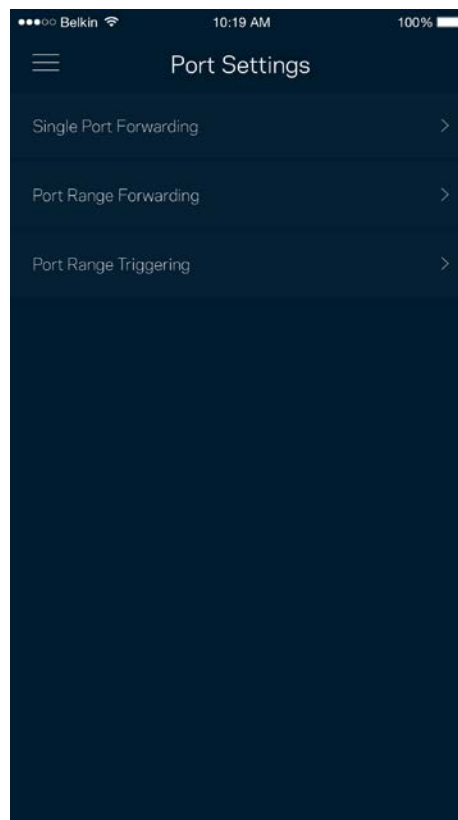 Belkin 10:19 AM 100%
Port Settings
Single Port Forwarding
Port Range Forwarding
Port Range Triggering